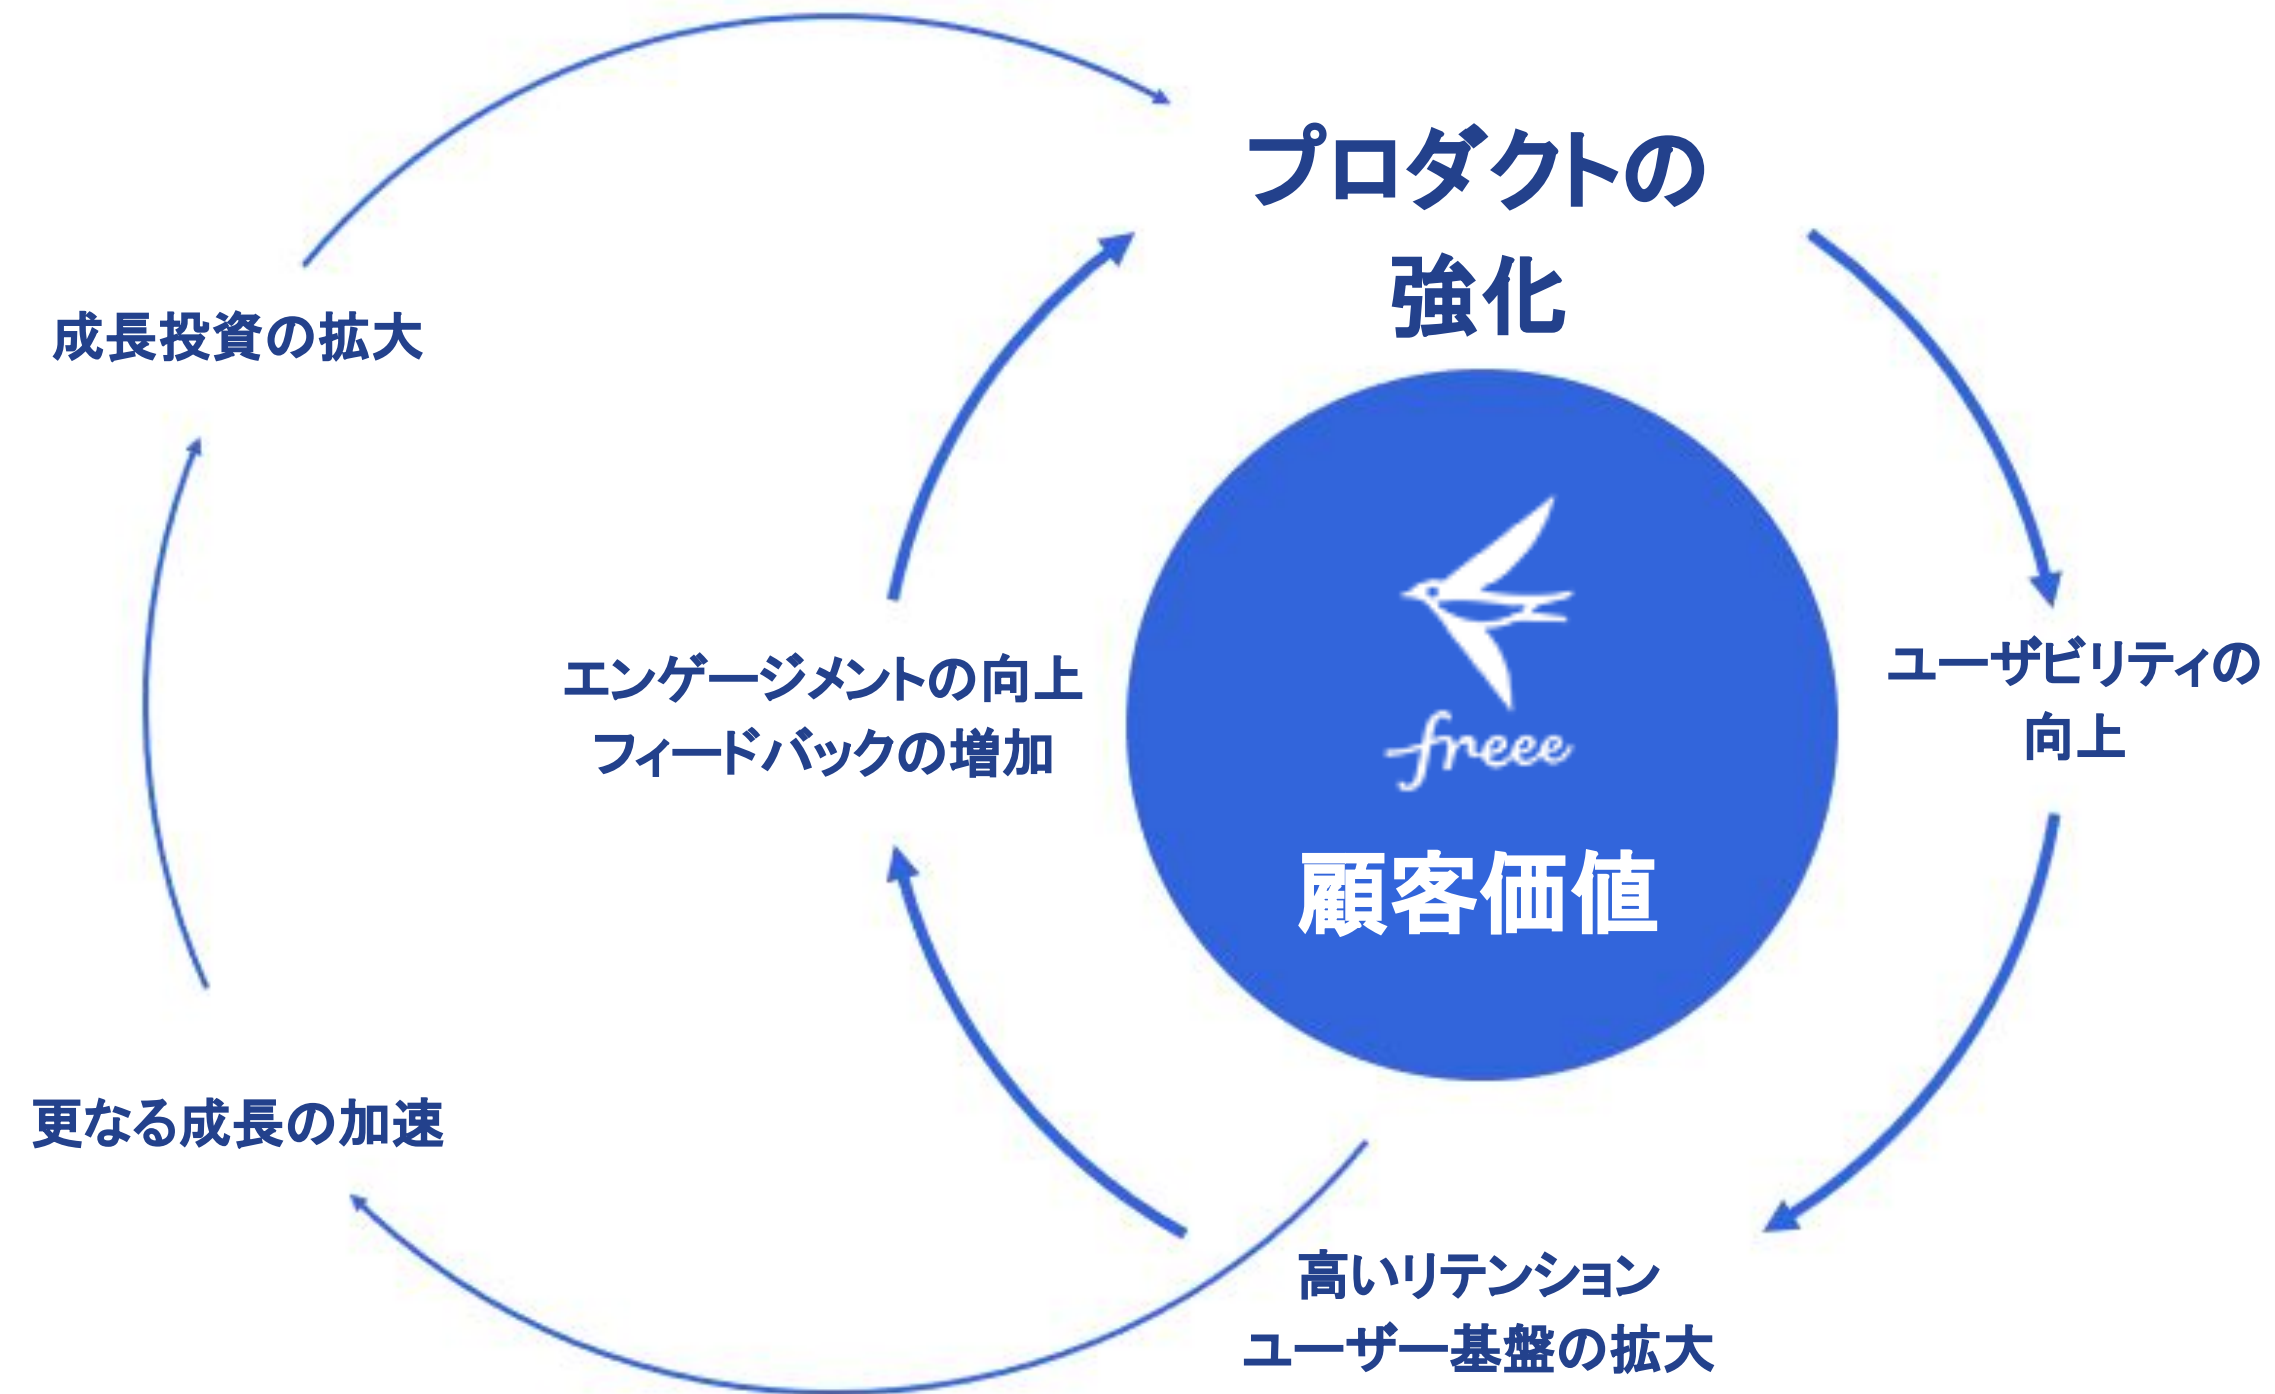 プロダクトの
強化
成長投資の拡大
エンゲージメントの向上
フィードバックの増加
freee
顧客価値
ユーザビリティの
向上
更なる成長の加速
高いリテンション
ユーザー基盤の拡大